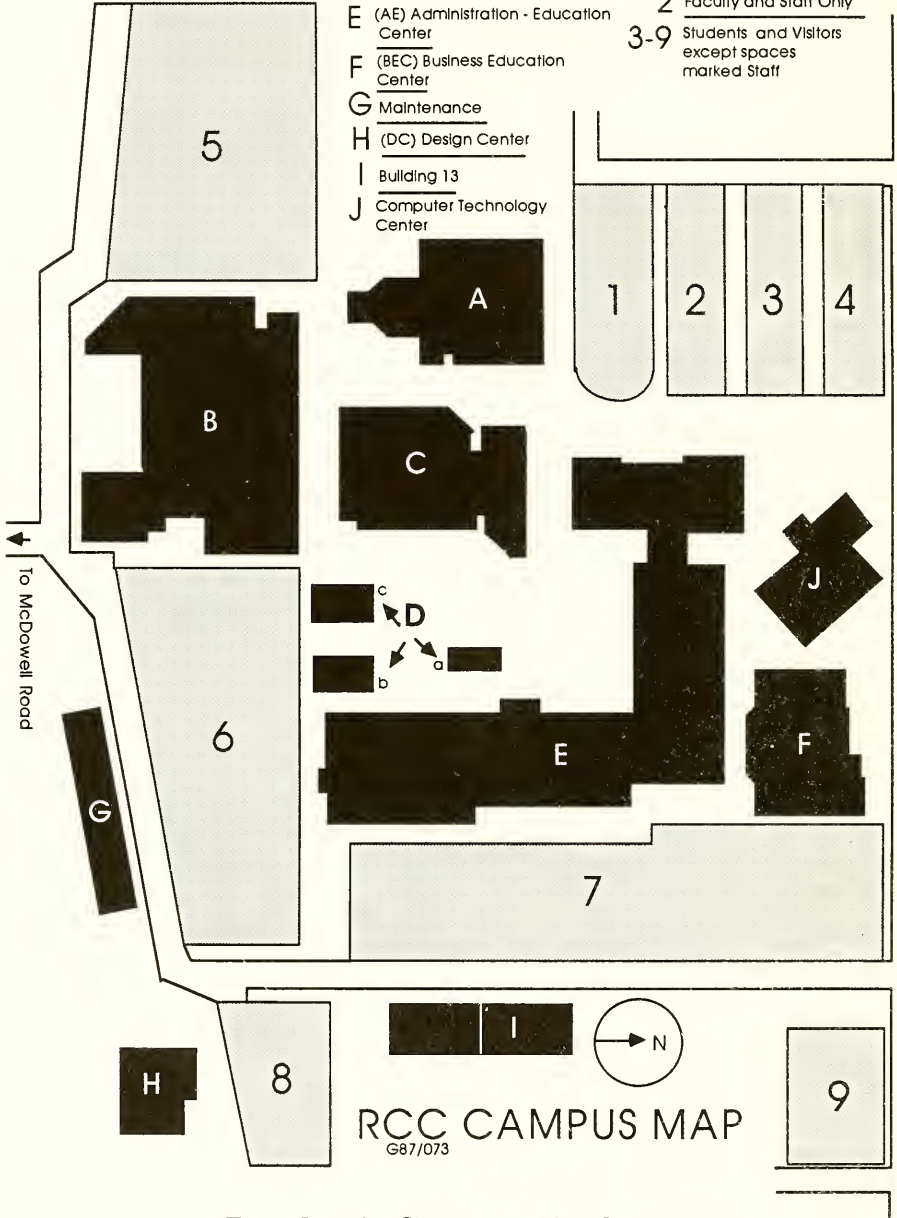 E (AE) Administration - Education
Center
F (BEC) Business Education
Center
G Maintenance
H (DC) Design Center
I Building 13
J Computer Technology
Center
2 Faculty and Staff Only
3-9 Students and Visitors
except spaces
marked Staff
5
A
1 2 3 4
B
C
J
To McDowell Road
c
D
a
b
6
E
F
G
7
I
N
H
8
9
RCC CAMPUS MAP
G87/073